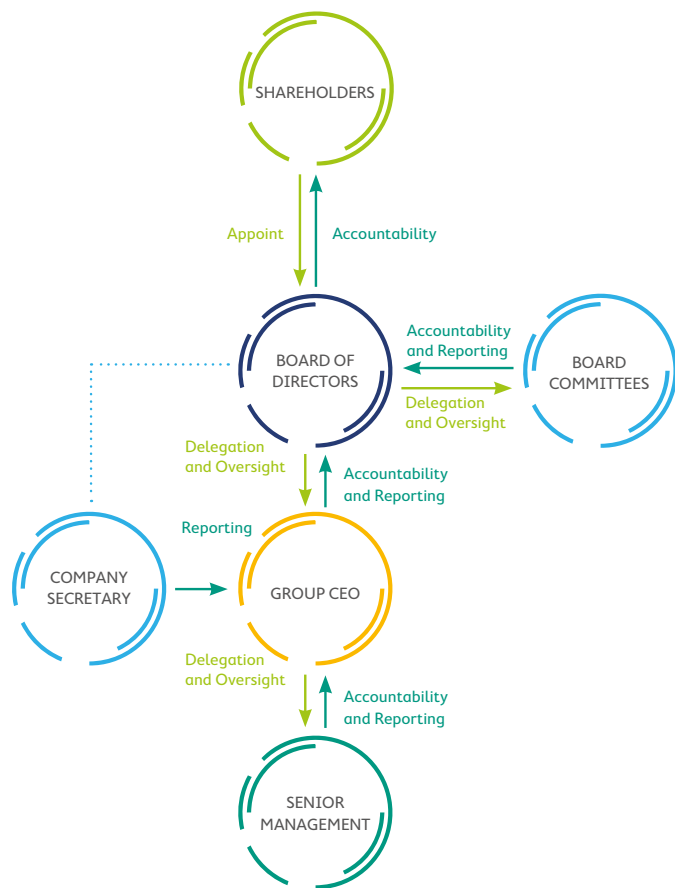 SHAREHOLDERS
Appoint
Accountability
BOARD OF
DIRECTORS
Accountability
and Reporting
Delegation
and Oversight
BOARD
COMMITTEES
Delegation
and Oversight
Accountability
and Reporting
COMPANY
SECRETARY
Reporting
GROUP CEO
Delegation
and Oversight
Accountability
and Reporting
SENIOR
MANAGEMENT